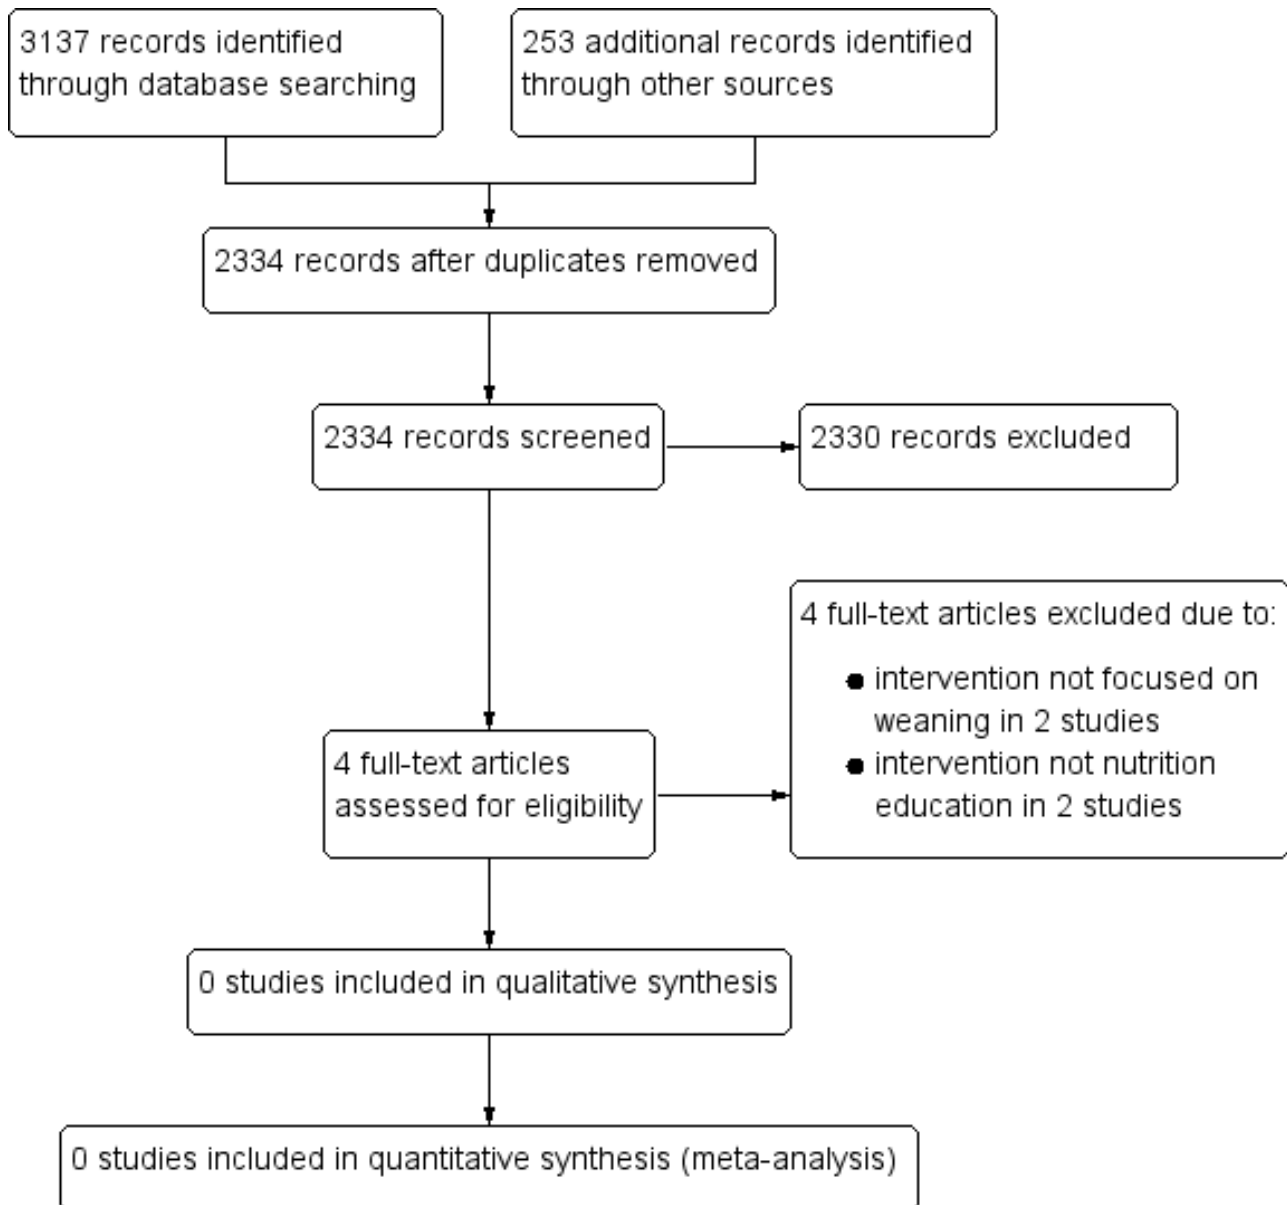 3137 records identified
through database searching
253 additional records identified
through other sources
2334 records after duplicates removed
2334 records screened
2330 records excluded
4 full-text articles
assessed for eligibility
4 full-text articles excluded due to:
● intervention not focused on
weaning in 2 studies
● intervention not nutrition
education in 2 studies
0 studies included in qualitative synthesis
0 studies included in quantitative synthesis (meta-analysis)